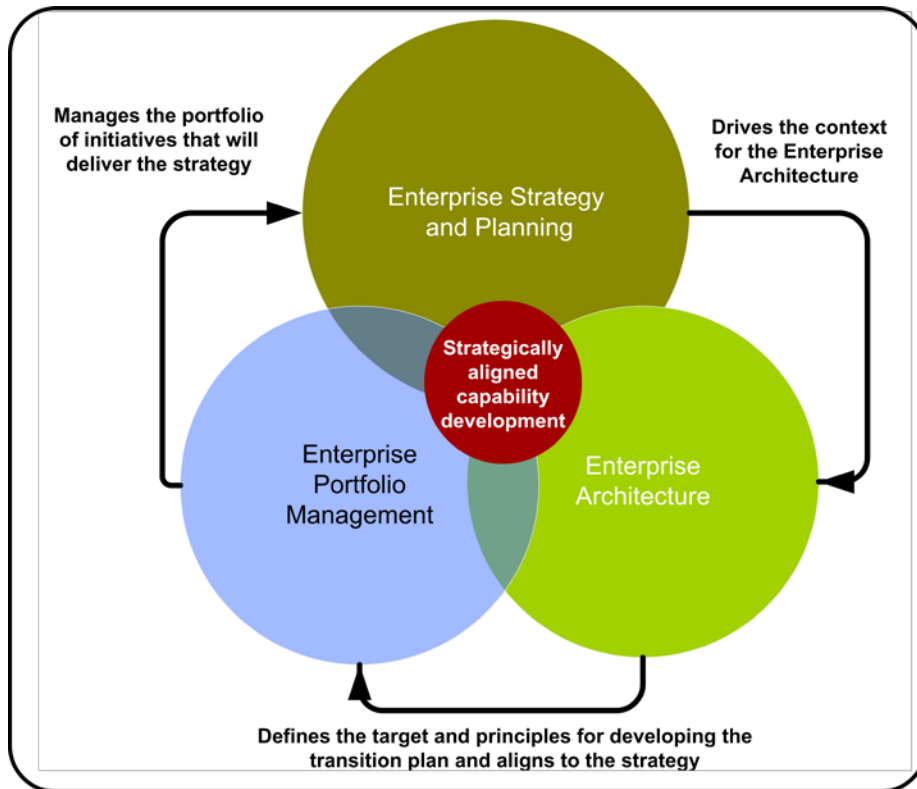 Manages the portfolio
of initiatives that will
deliver the strategy
Drives the context
for the Enterprise
Architecture
Enterprise Strategy
and Planning
Strategically
aligned
capability
development
Enterprise
Portfolio
Management
Enterprise
Architecture
Defines the target and principles for developing the
transition plan and aligns to the strategy